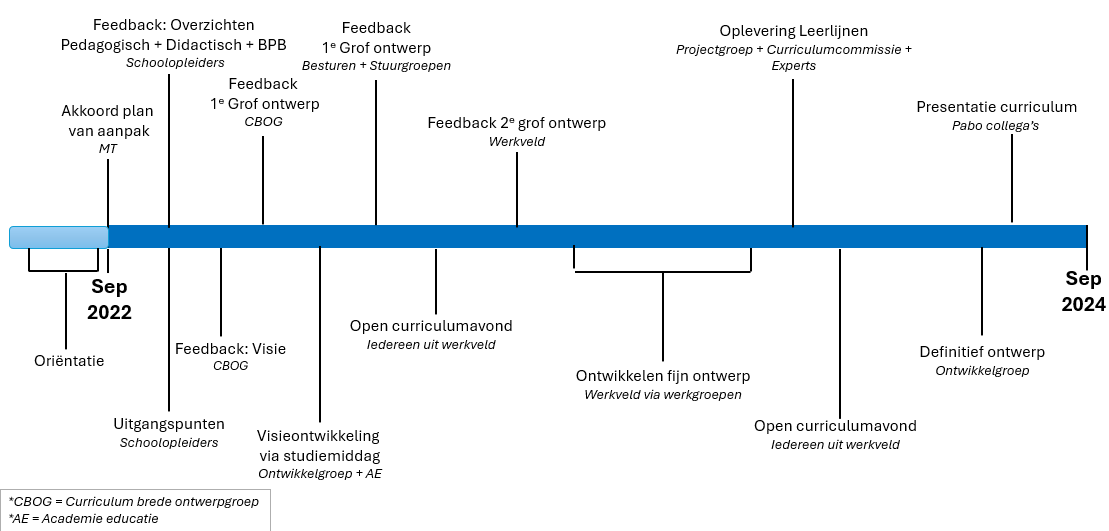 Feedback: Overzichten
Pedagogisch + Didactisch + BPB
Schoolopleiders
Feedback
1e Grof ontwerp
Besturen + Stuurgroepen
Oplevering Leerlijnen
Projectgroep + Curriculumcommissie +
Experts
Feedback
1e Grof ontwerp
CBOG
Akkoord plan
van aanpak
MT
Feedback 2e grof ontwerp
Werkveld
Presentatie curriculum
Pabo collega's
Sep
2022
Sep
2024
Oriëntatie
Feedback: Visie
CBOG
Open curriculumavond
Iedereen uit werkveld
Ontwikkelen fijn ontwerp
Werkveld via werkgroepen
Definitief ontwerp
Ontwikkelgroep
Uitgangspunten
Schoolopleiders
Visieontwikkeling
via studiemiddag
Ontwikkelgroep + AE
Open curriculumavond
Iedereen uit werkveld
*CBOG = Curriculum brede ontwerpgroep
*AE = Academie educatie